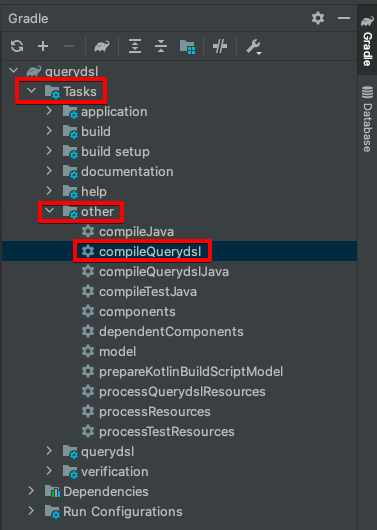 Gradle
querydsl
Tasks
application
build
build setup
documentation
help
other
compileJava
compileQuerydsl
compileQuerydslJava
compileTestJava
components
dependentComponents
model
prepareKotlinBuildScriptModel
processQuerydslResources
processResources
processTestResources
querydsl
verification
Dependencies
Run Configurations
Gradle
Database